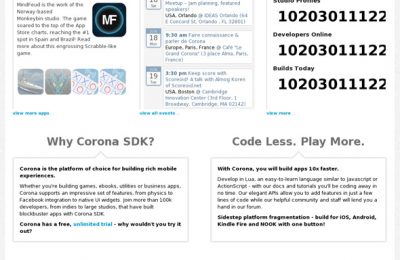 Mindfeud is the work of the
Norway-based
Monkeybin studio. The game
soared to the top of the App
Store charts, reaching the #1
spot in Spain and Brazil! Read
more about this engrossing
Scrabble-like
game.
MF
view more apps
Meetup - Jam planning, featured
speakers!
USA, Orlando @ IDEAS Orlando (64
E Concord St. Orlando , FL 32801)
18
Mon
7:30 am Faire connaissance &
parler de Corona
Europe, Paris, France @ Café "Le
Grand Corona" (3 place Alma, Paris,
France)
19
3:30 pm Keep score with
Scoreoid! A talk with Almog Koren
of Scoreoid.net
USA, Boston @ Cambridge
Innovation Center (3rd Floor, 1
Broadway, Cambridge, MA 02142)
view all events
Studio Profiles
10203011122
Developers Online
10203011122
Builds Today
10203011122
view more
Why Corona SDK?
Corona is the platform of choice for building rich mobile
experiences.
Whether you're building games, ebooks, utilities or business apps,
Corona supports an impressive set of features, from physics to
Facebook integration to native UI widgets. Join more than 100k
developers, from indies to large studios, that have built
blockbuster apps with Corona SDK.
Corona has a free, unlimited trial - why wouldn't you try it
out?
Code Less. Play More.
With Corona, you will build apps 10x faster.
Develop in Lua, an easy-to-learn language similar to Javascript or
ActionScript - with our docs and tutorials you'll be coding away in
no time. Our elegant APIs allow you to add features in just a few
lines of code while our helpful community and staff will lend you a
hand on our forums.
Sidestep platform fragmentation - build for iOS, Android,
Kindle Fire and NOOK with one button!